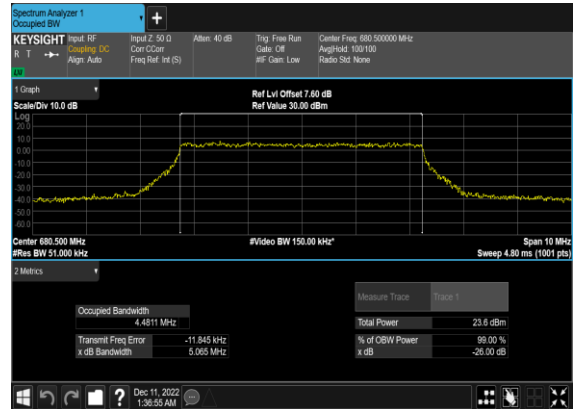 Spectrum Analyzer 1
Occupied BW
KEYSIGHT Input: RF Input Z: 50 Ω Atten: 40 dB Trig: Free Run Center Freq: 680.500000 MHz
R T Coupling: DC Corr CCorr Gate: Off Avg|Hold: 100/100
Align: Auto Freq Ref: Int (S) #IF Gain: Low Radio Std: None
LXI
1 Graph Ref Lvl Offset 7.60 dB
Scale/Div 10.0 dB Ref Value 30.00 dBm
Log
20.0
10.0
0.00
-10.0
-20.0
-30.0
-40.0
-50.0
-60.0
Center 680.500 MHz #Video BW 150.00 kHz* Span 10 MHz
#Res BW 51.000 kHz Sweep 4.80 ms (1001 pts)
2 Metrics
Measure Trace Trace 1
Occupied Bandwidth
4.4811 MHz Total Power 23.6 dBm
Transmit Freq Error -11.845 kHz % of OBW Power 99.00 %
x dB Bandwidth 5.065 MHz x dB -26.00 dB
? Dec 11, 2022
1:36:55 AM